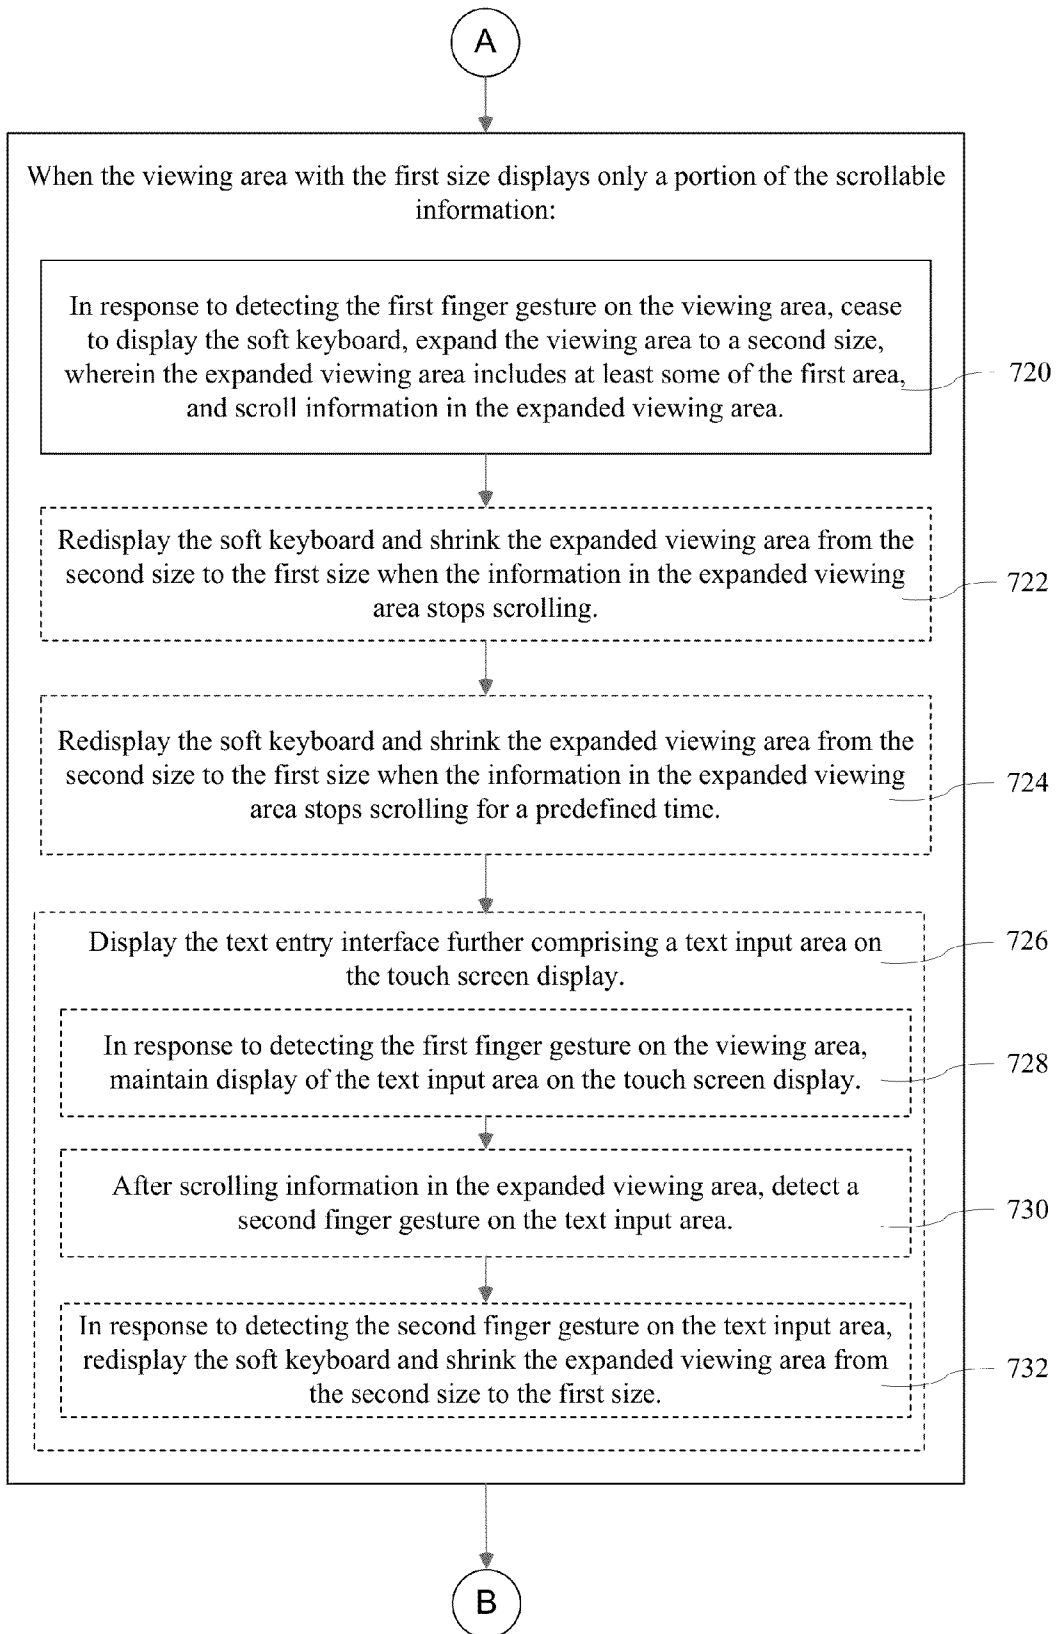 A
When the viewing area with the first size displays only a portion of the scrollable
information:
In response to detecting the first finger gesture on the viewing area, cease
to display the soft keyboard, expand the viewing area to a second size,
wherein the expanded viewing area includes at least some of the first area,
and scroll information in the expanded viewing area.
720
Redisplay the soft keyboard and shrink the expanded viewing area from the
second size to the first size when the information in the expanded viewing
area stops scrolling.
722
Redisplay the soft keyboard and shrink the expanded viewing area from the
second size to the first size when the information in the expanded viewing
area stops scrolling for a predefined time.
724
Display the text entry interface further comprising a text input area on
the touch screen display.
726
In response to detecting the first finger gesture on the viewing area,
maintain display of the text input area on the touch screen display.
728
After scrolling information in the expanded viewing area, detect a
second finger gesture on the text input area.
730
In response to detecting the second finger gesture on the text input area,
redisplay the soft keyboard and shrink the expanded viewing area from
the second size to the first size.
732
B